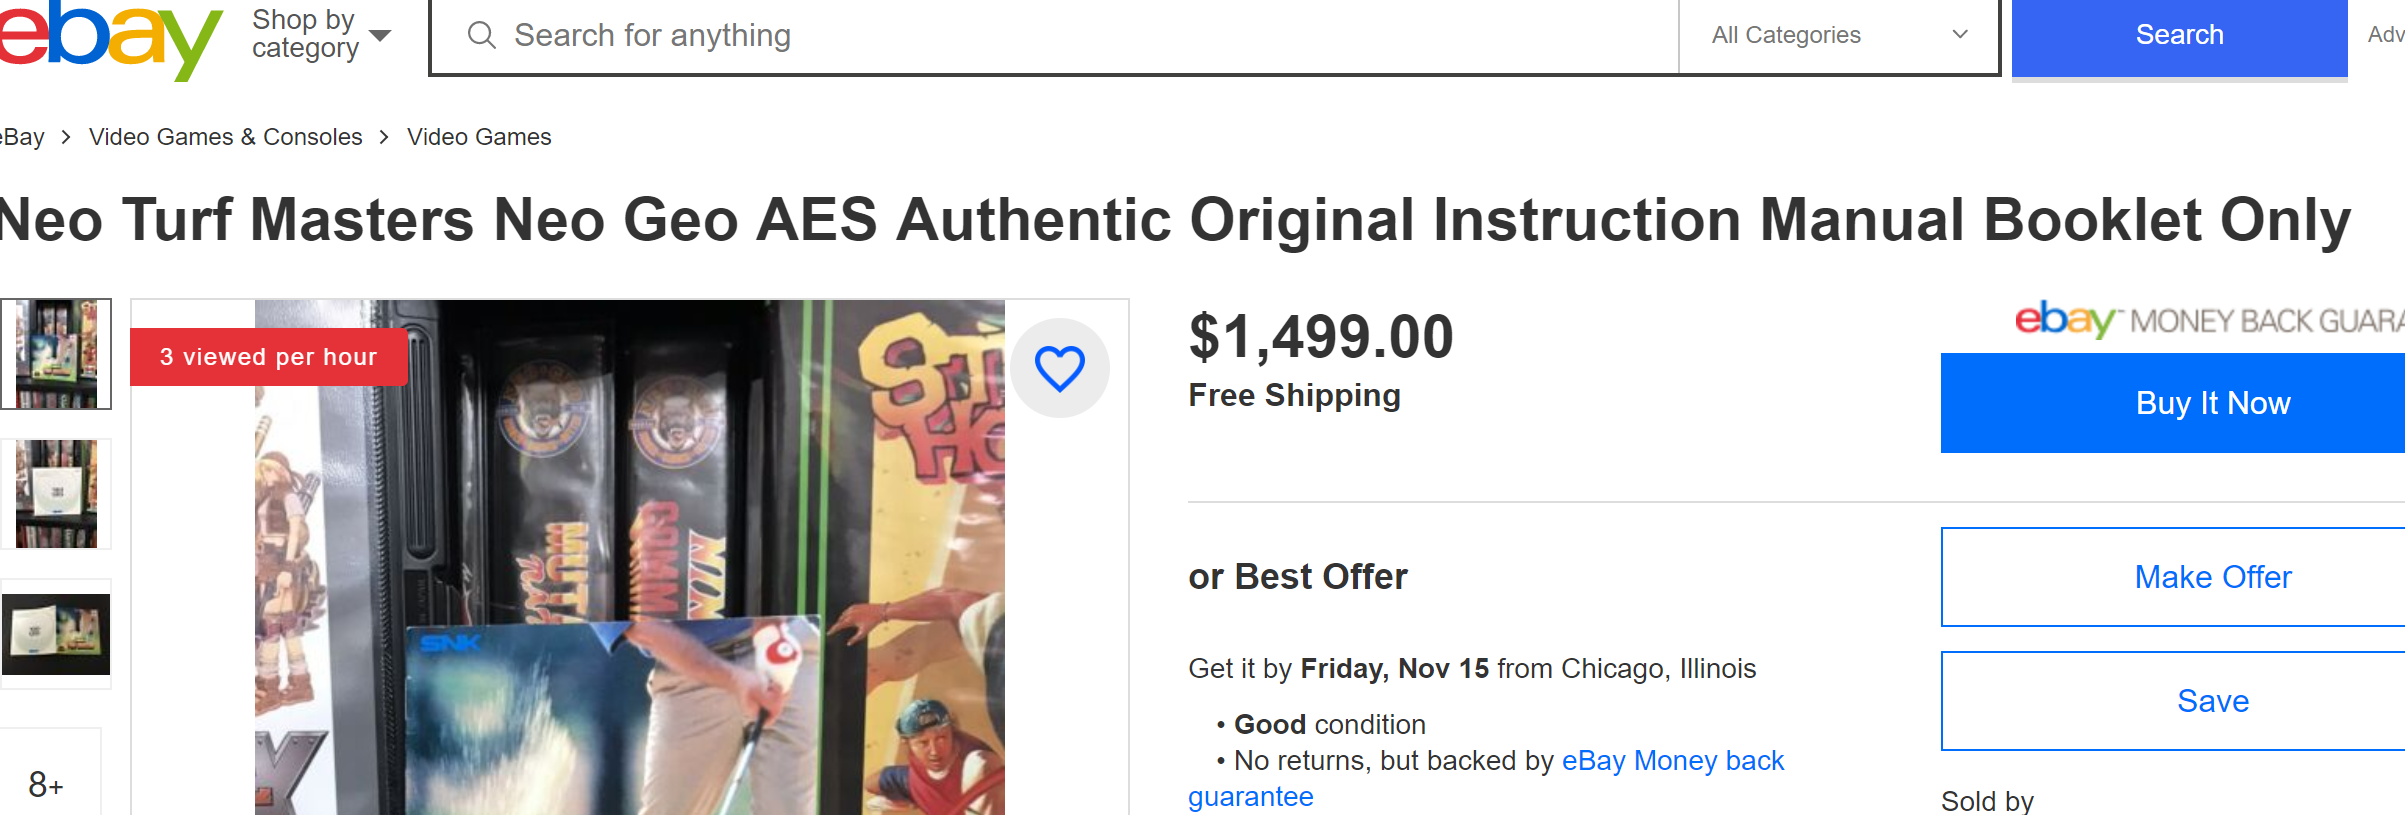 ebay
Shop by
category
Search for anything
All Categories
Search
Adv
eBay > Video Games & Consoles > Video Games
Neo Turf Masters Neo Geo AES Authentic Original Instruction Manual Booklet Only
3 viewed per hour
SNK
8+
$1,499.00
Free Shipping
or Best Offer
Get it by Friday, Nov 15 from Chicago, Illinois
• Good condition
• No returns, but backed by eBay Money back
guarantee
ebay™ MONEY BACK GUARA
Buy It Now
Make Offer
Save
Sold by